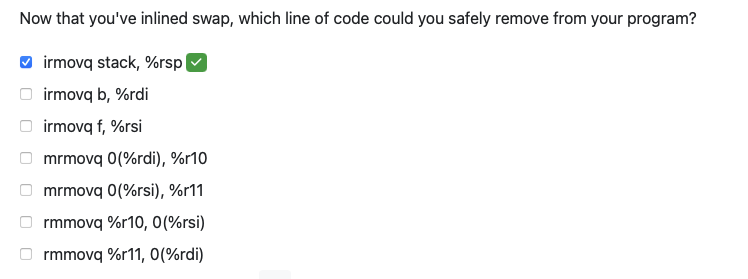 Now that you've inlined swap, which line of code could you safely remove from your program?
irmovq stack, %rsp
irmovq b, %rdi
irmovq f, %rsi
mrmovq 0(%rdi), %r10
mrmovq 0(%rsi), %r11
rmmovq %r10, 0(%rsi)
rmmovq %r11, 0(%rdi)